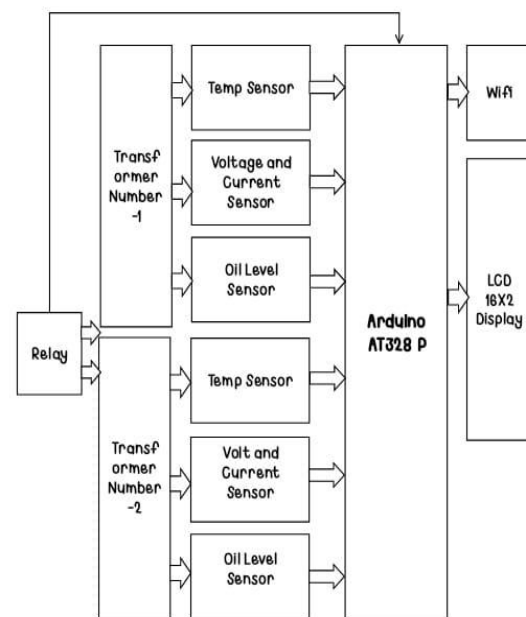 Temp Sensor
Wifi
Transf
ormer
Number
-1
Voltage and
Current
Sensor
Oil Level
Sensor
LCD
16X2
Display
Arduino
AT328 P
Relay
Temp Sensor
Transf
ormer
Number
-2
Volt and
Current
Sensor
Oil Level
Sensor